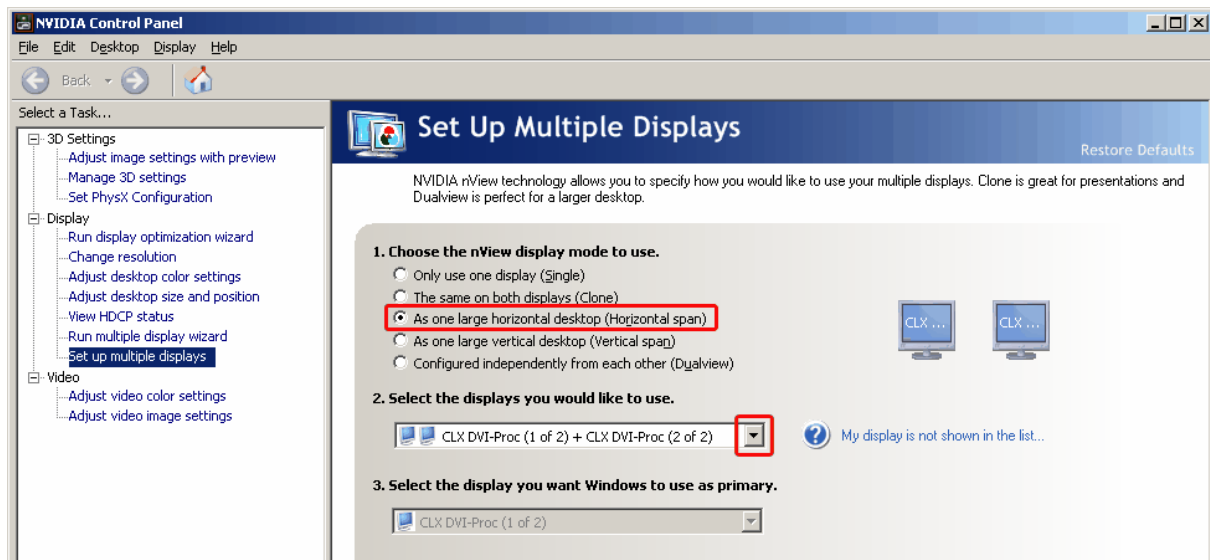 NVIDIA Control Panel
File Edit Desktop Display Help
Back
Select a Task...
3D Settings
Adjust image settings with preview
Manage 3D settings
Set PhysX Configuration
Display
Run display optimization wizard
Change resolution
Adjust desktop color settings
Adjust desktop size and position
View HDCP status
Run multiple display wizard
Set up multiple displays
Video
Adjust video color settings
Adjust video image settings
Set Up Multiple Displays
Restore Defaults
NVIDIA nView technology allows you to specify how you would like to use your multiple displays. Clone is great for presentations and
Dualview is perfect for a larger desktop.
1. Choose the nView display mode to use.
Only use one display (Single)
The same on both displays (Clone)
As one large horizontal desktop (Horizontal span)
As one large vertical desktop (Vertical span)
Configured independently from each other (Dualview)
CLX ... CLX ...
2. Select the displays you would like to use.
CLX DVI-Proc (1 of 2) + CLX DVI-Proc (2 of 2)
My display is not shown in the list...
3. Select the display you want Windows to use as primary.
CLX DVI-Proc (1 of 2)